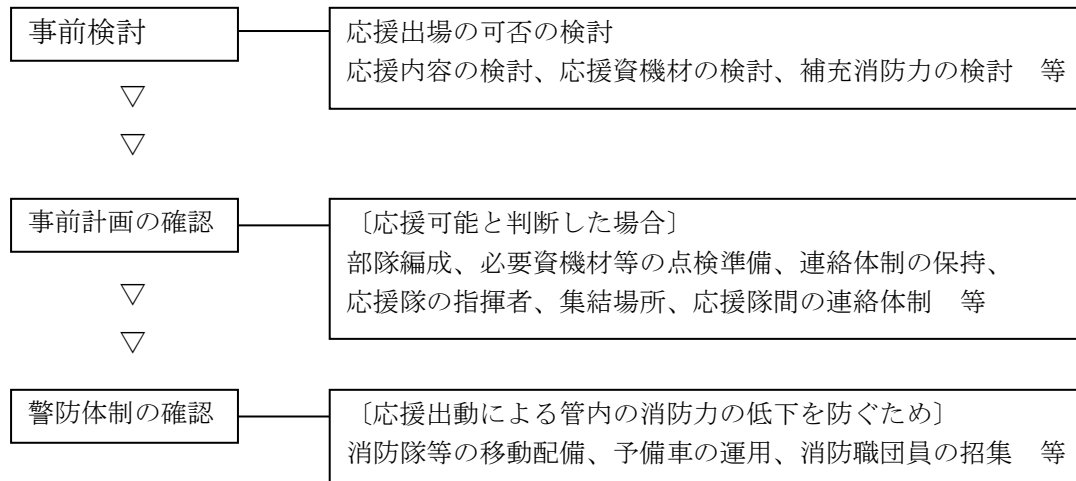 事前検討
応援出場の可否の検討
応援内容の検討、応援資機材の検討、補充消防力の検討　等
▽
▽
事前計画の確認
〔応援可能と判断した場合〕
部隊編成、必要資機材等の点検準備、連絡体制の保持、
応援隊の指揮者、集結場所、応援隊間の連絡体制　等
▽
▽
警防体制の確認
〔応援出動による管内の消防力の低下を防ぐため〕
消防隊等の移動配備、予備車の運用、消防職団員の招集　等